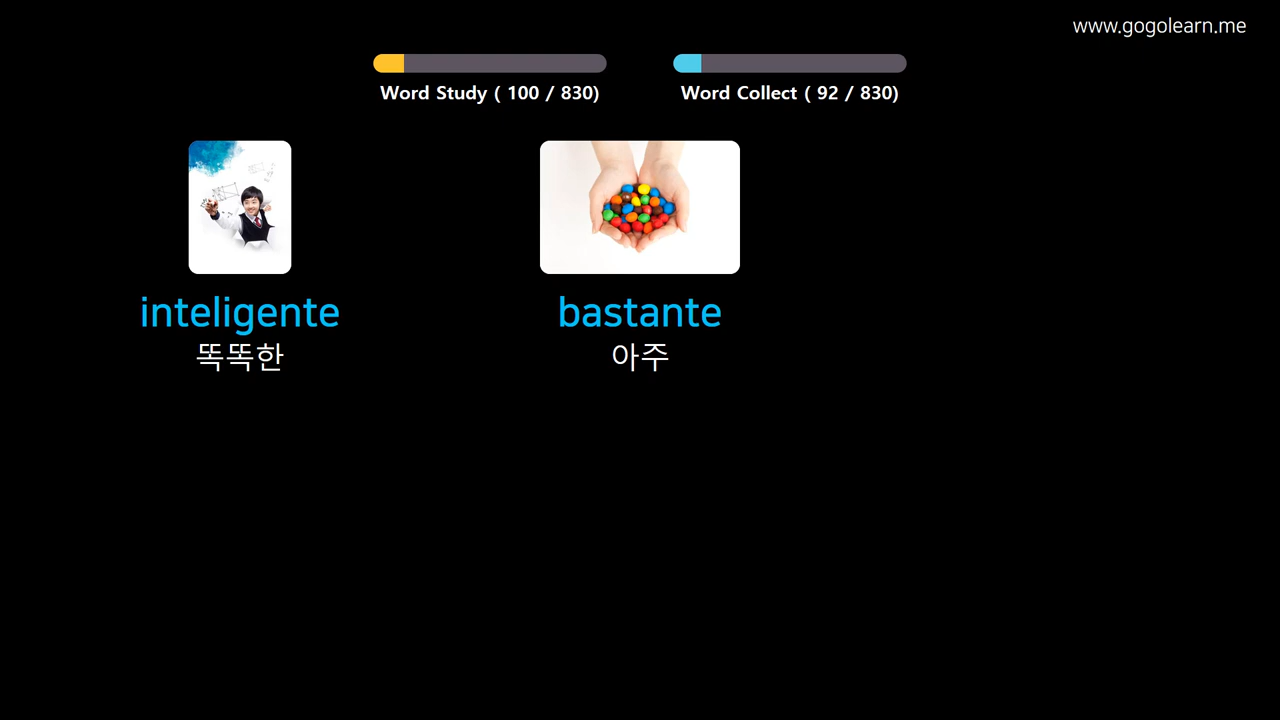 www.gogolearn.me
Word Study ( 100 / 830)
Word Collect ( 92 / 830)
inteligente
똑똑한
bastante
아주